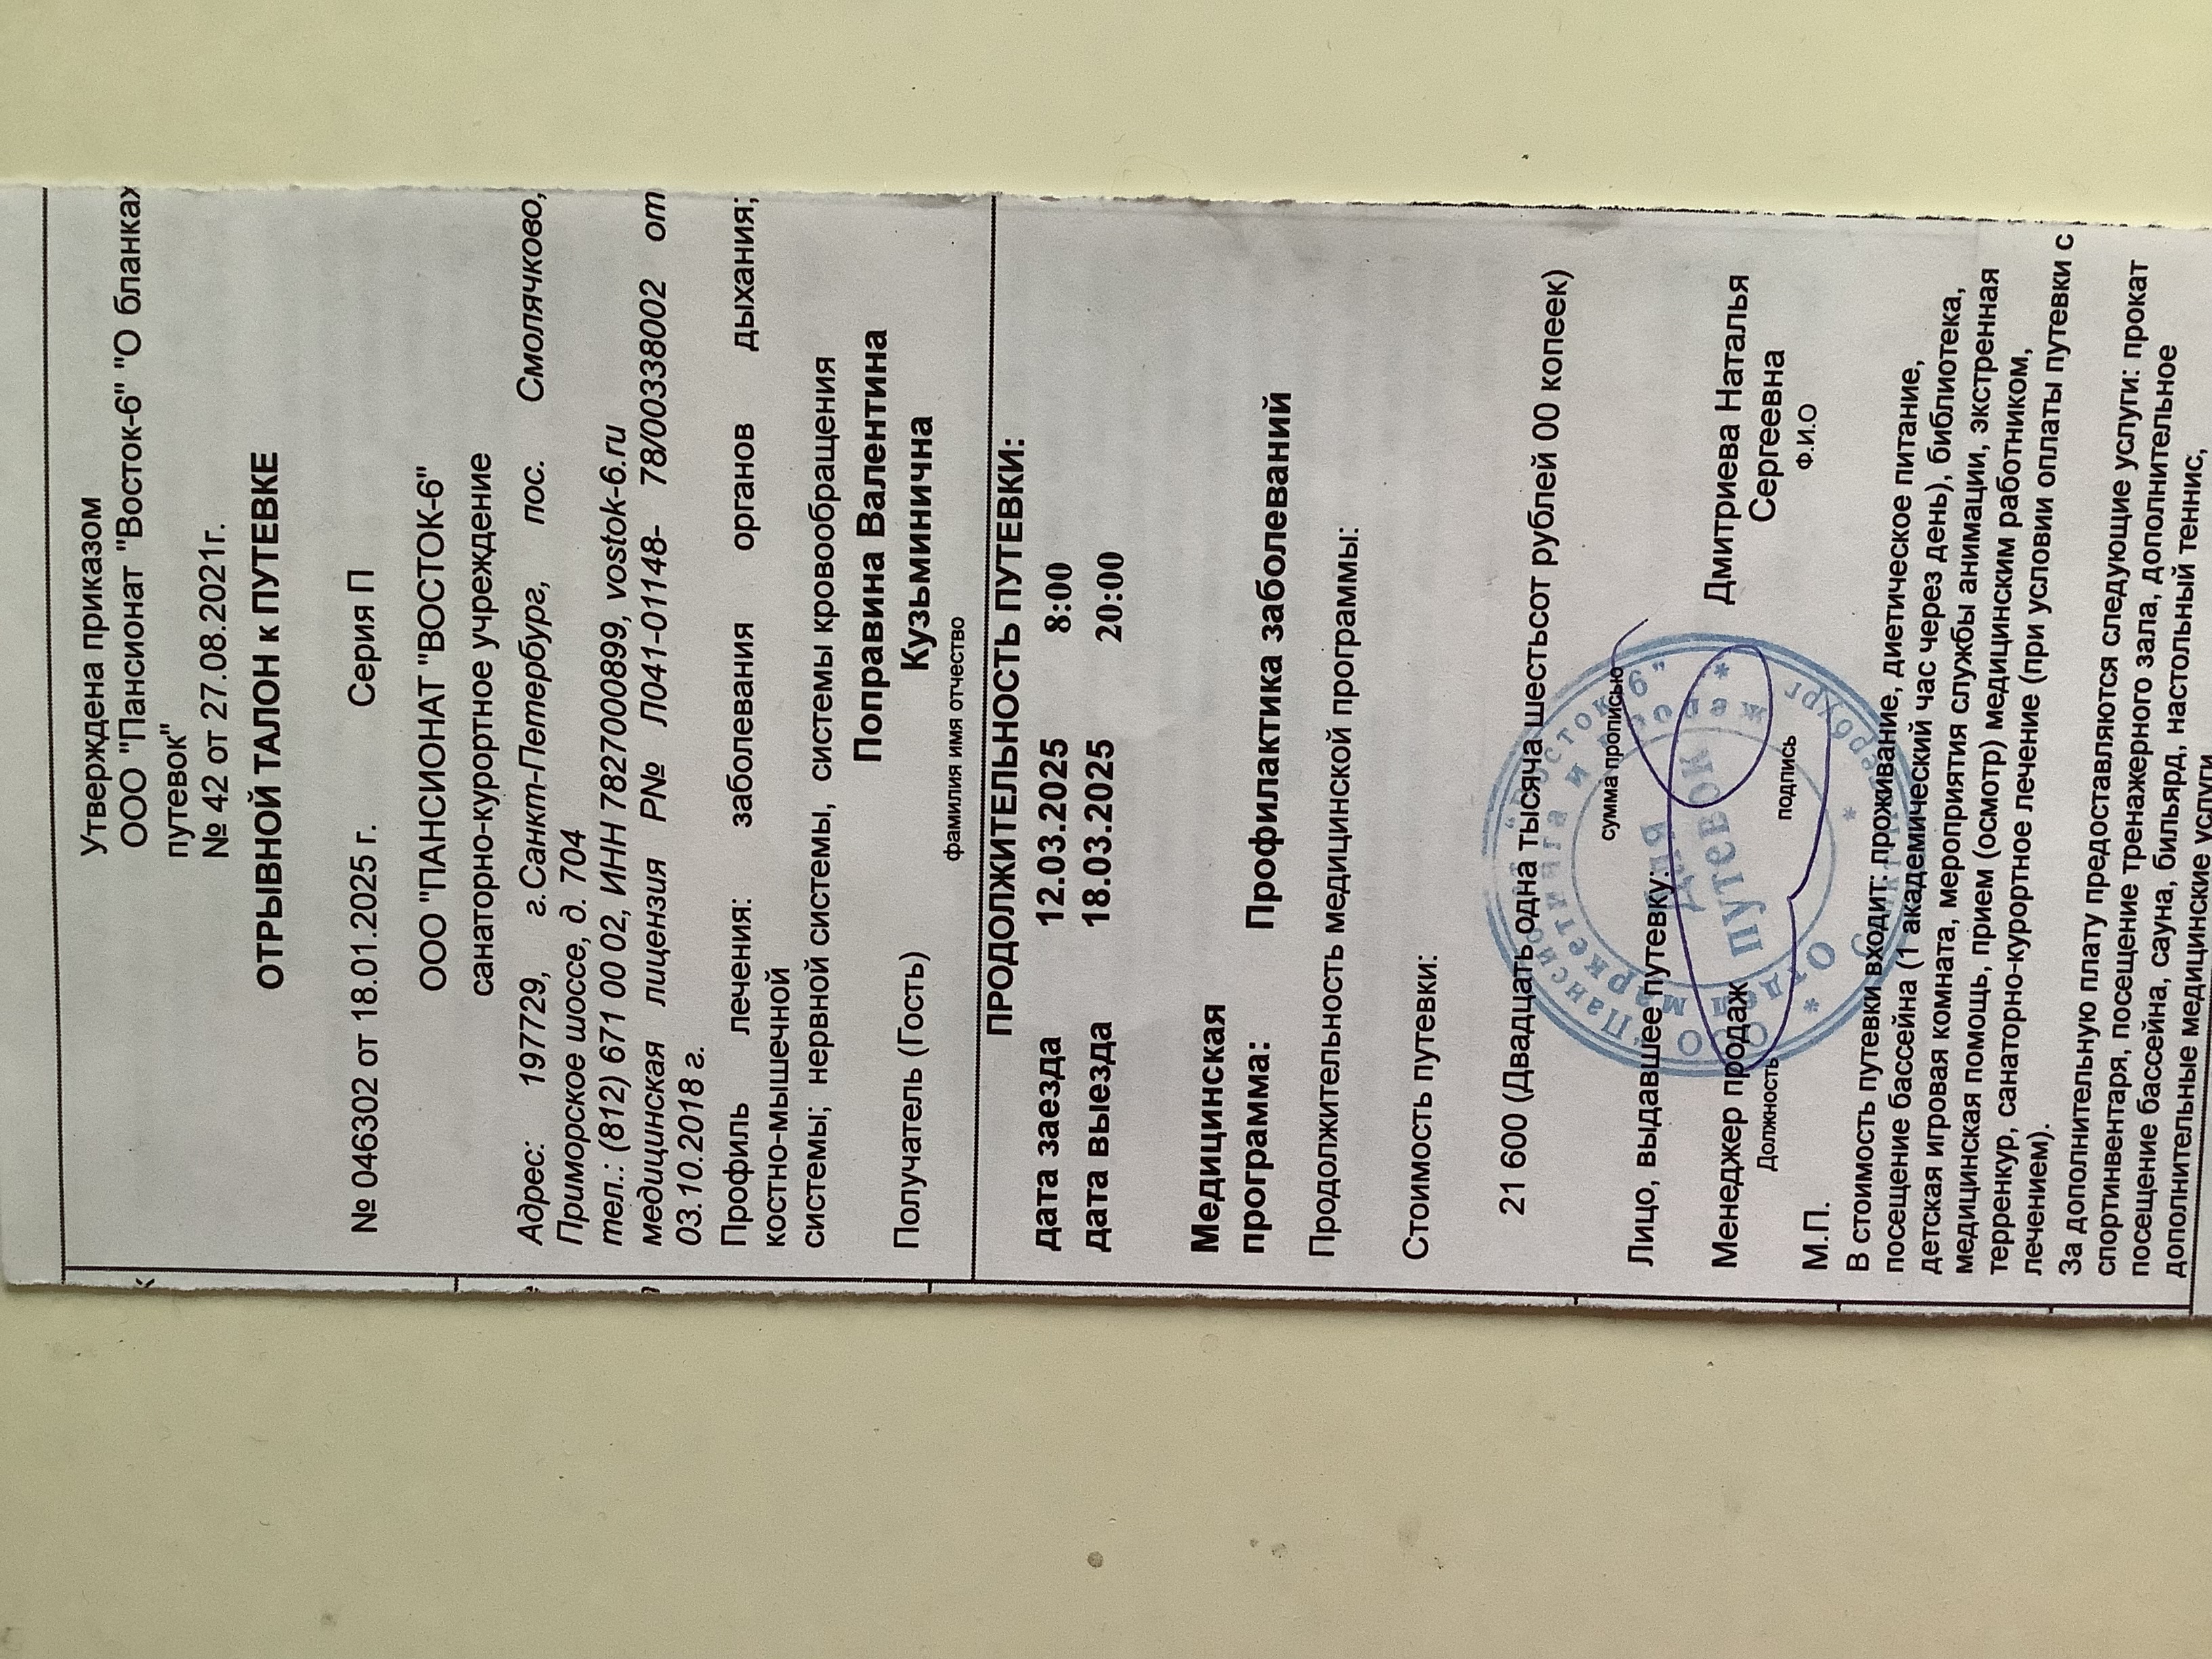 Утверждена приказом
ООО "Пансионат "Восток-6" "О бланках
путевок"
№ 42 от 27.08.2021г.
ОТРЫВНОЙ ТАЛОН к ПУТЕВКЕ
№ 046302 от 18.01.2025 г. Серия П
ООО "ПАНСИОНАТ "ВОСТОК-6"
санаторно-курортное учреждение
Адрес: 197729, г.Санкт-Петербург, пос. Смолячково,
Приморское шоссе, д. 704
тел.: (812) 671 00 02, ИНН 7827000899, vostok-6.ru
медицинская лицензия Р№ Л041-01148- 78/00338002 от
03.10.2018 г.
Профиль лечения: заболевания органов дыхания;
костно-мышечной
системы; нервной системы, системы кровообращения
Получатель (Гость) Поправина Валентина
Кузьминична
фамилия имя отчество
ПРОДОЛЖИТЕЛЬНОСТЬ ПУТЕВКИ:
дата заезда 12.03.2025 8:00
дата выезда 18.03.2025 20:00
Медицинская
программа: Профилактика заболеваний
Продолжительность медицинской программы:
Стоимость путевки:
21 600 (Двадцать одна тысяча шестьсот рублей 00 копеек)
сумма прописью
Лицо, выдавшее путевку:
Менеджер продаж Дмитриева Наталья
Сергеевна
Должность подпись Ф.И.О
М.П.
Для
ПУТЕВОК
В стоимость путевки входит: проживание, диетическое питание,
посещение бассейна (1 академический час через день), библиотека,
детская игровая комната, мероприятия службы анимации, экстренная
медицинская помощь, прием (осмотр) медицинским работником,
терренкур, санаторно-курортное лечение (при условии оплаты путевки с
лечением).
За дополнительную плату предоставляются следующие услуги: прокат
спортинвентаря, посещение тренажерного зала, дополнительное
посещение бассейна, сауна, бильярд, настольный теннис,
дополнительные медицинские услуги